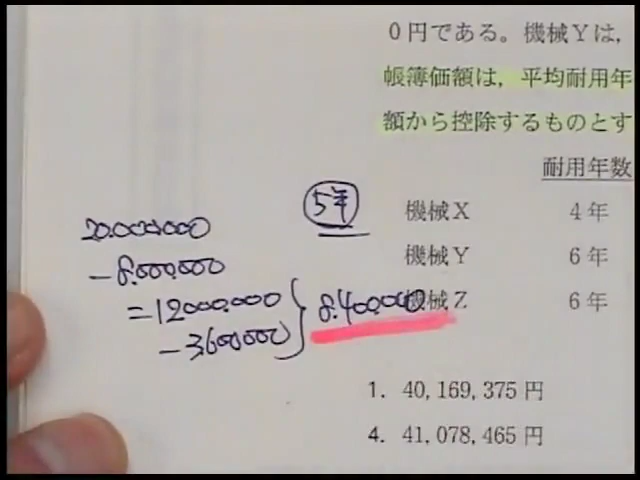 0円である。機械Yは,
帳簿価額は, 平均耐用年
額から控除するものとす
耐用年数
5年
機械X 4年
機械Y 6年
機械Z 6年
20.000.000
-8.000.000
=12000.000
-3.600.000
8.400.000
1. 40,169,375円
4. 41,078,465円